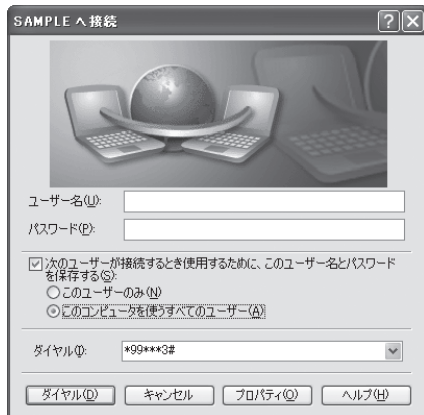 SAMPLE へ接続
ユーザー名(U):
パスワード(P):
次のユーザーが接続するとき使用するために、このユーザー名とパスワード
を保存する(S):
このユーザーのみ(N)
このコンピュータを使うすべてのユーザー(A)
ダイヤル(I): *99***3#
ダイヤル(D) キャンセル プロパティ(O) ヘルプ(H)